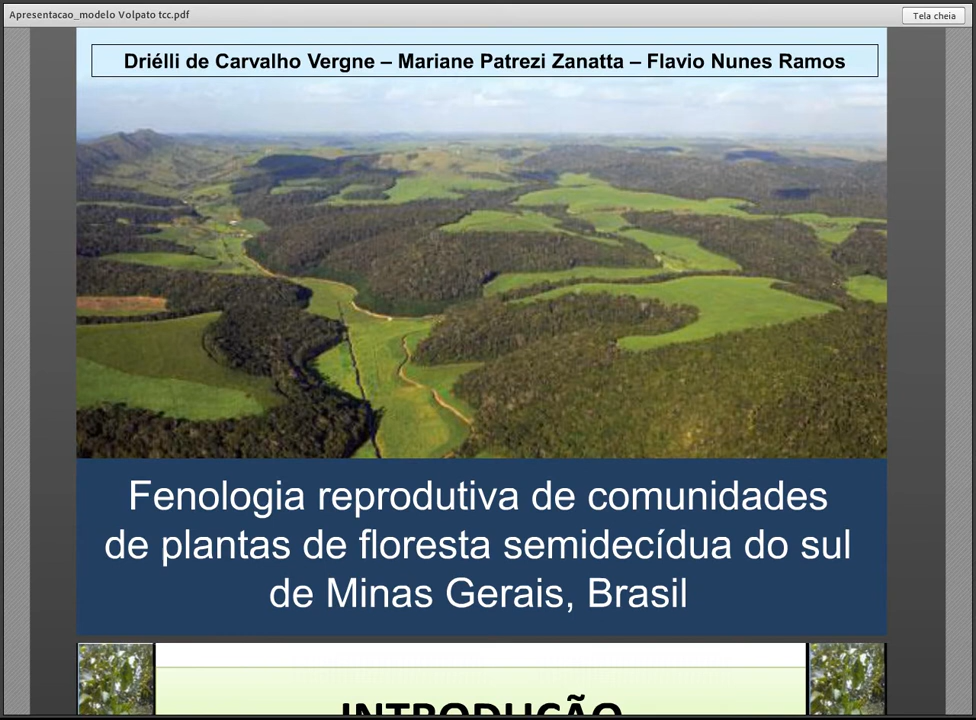 Apresentacao_modelo Volpato tcc.pdf
Tela cheia
Driélli de Carvalho Vergne – Mariane Patrezi Zanatta – Flavio Nunes Ramos
Fenologia reprodutiva de comunidades
de plantas de floresta semidecídua do sul
de Minas Gerais, Brasil
INTRODUÇÃO